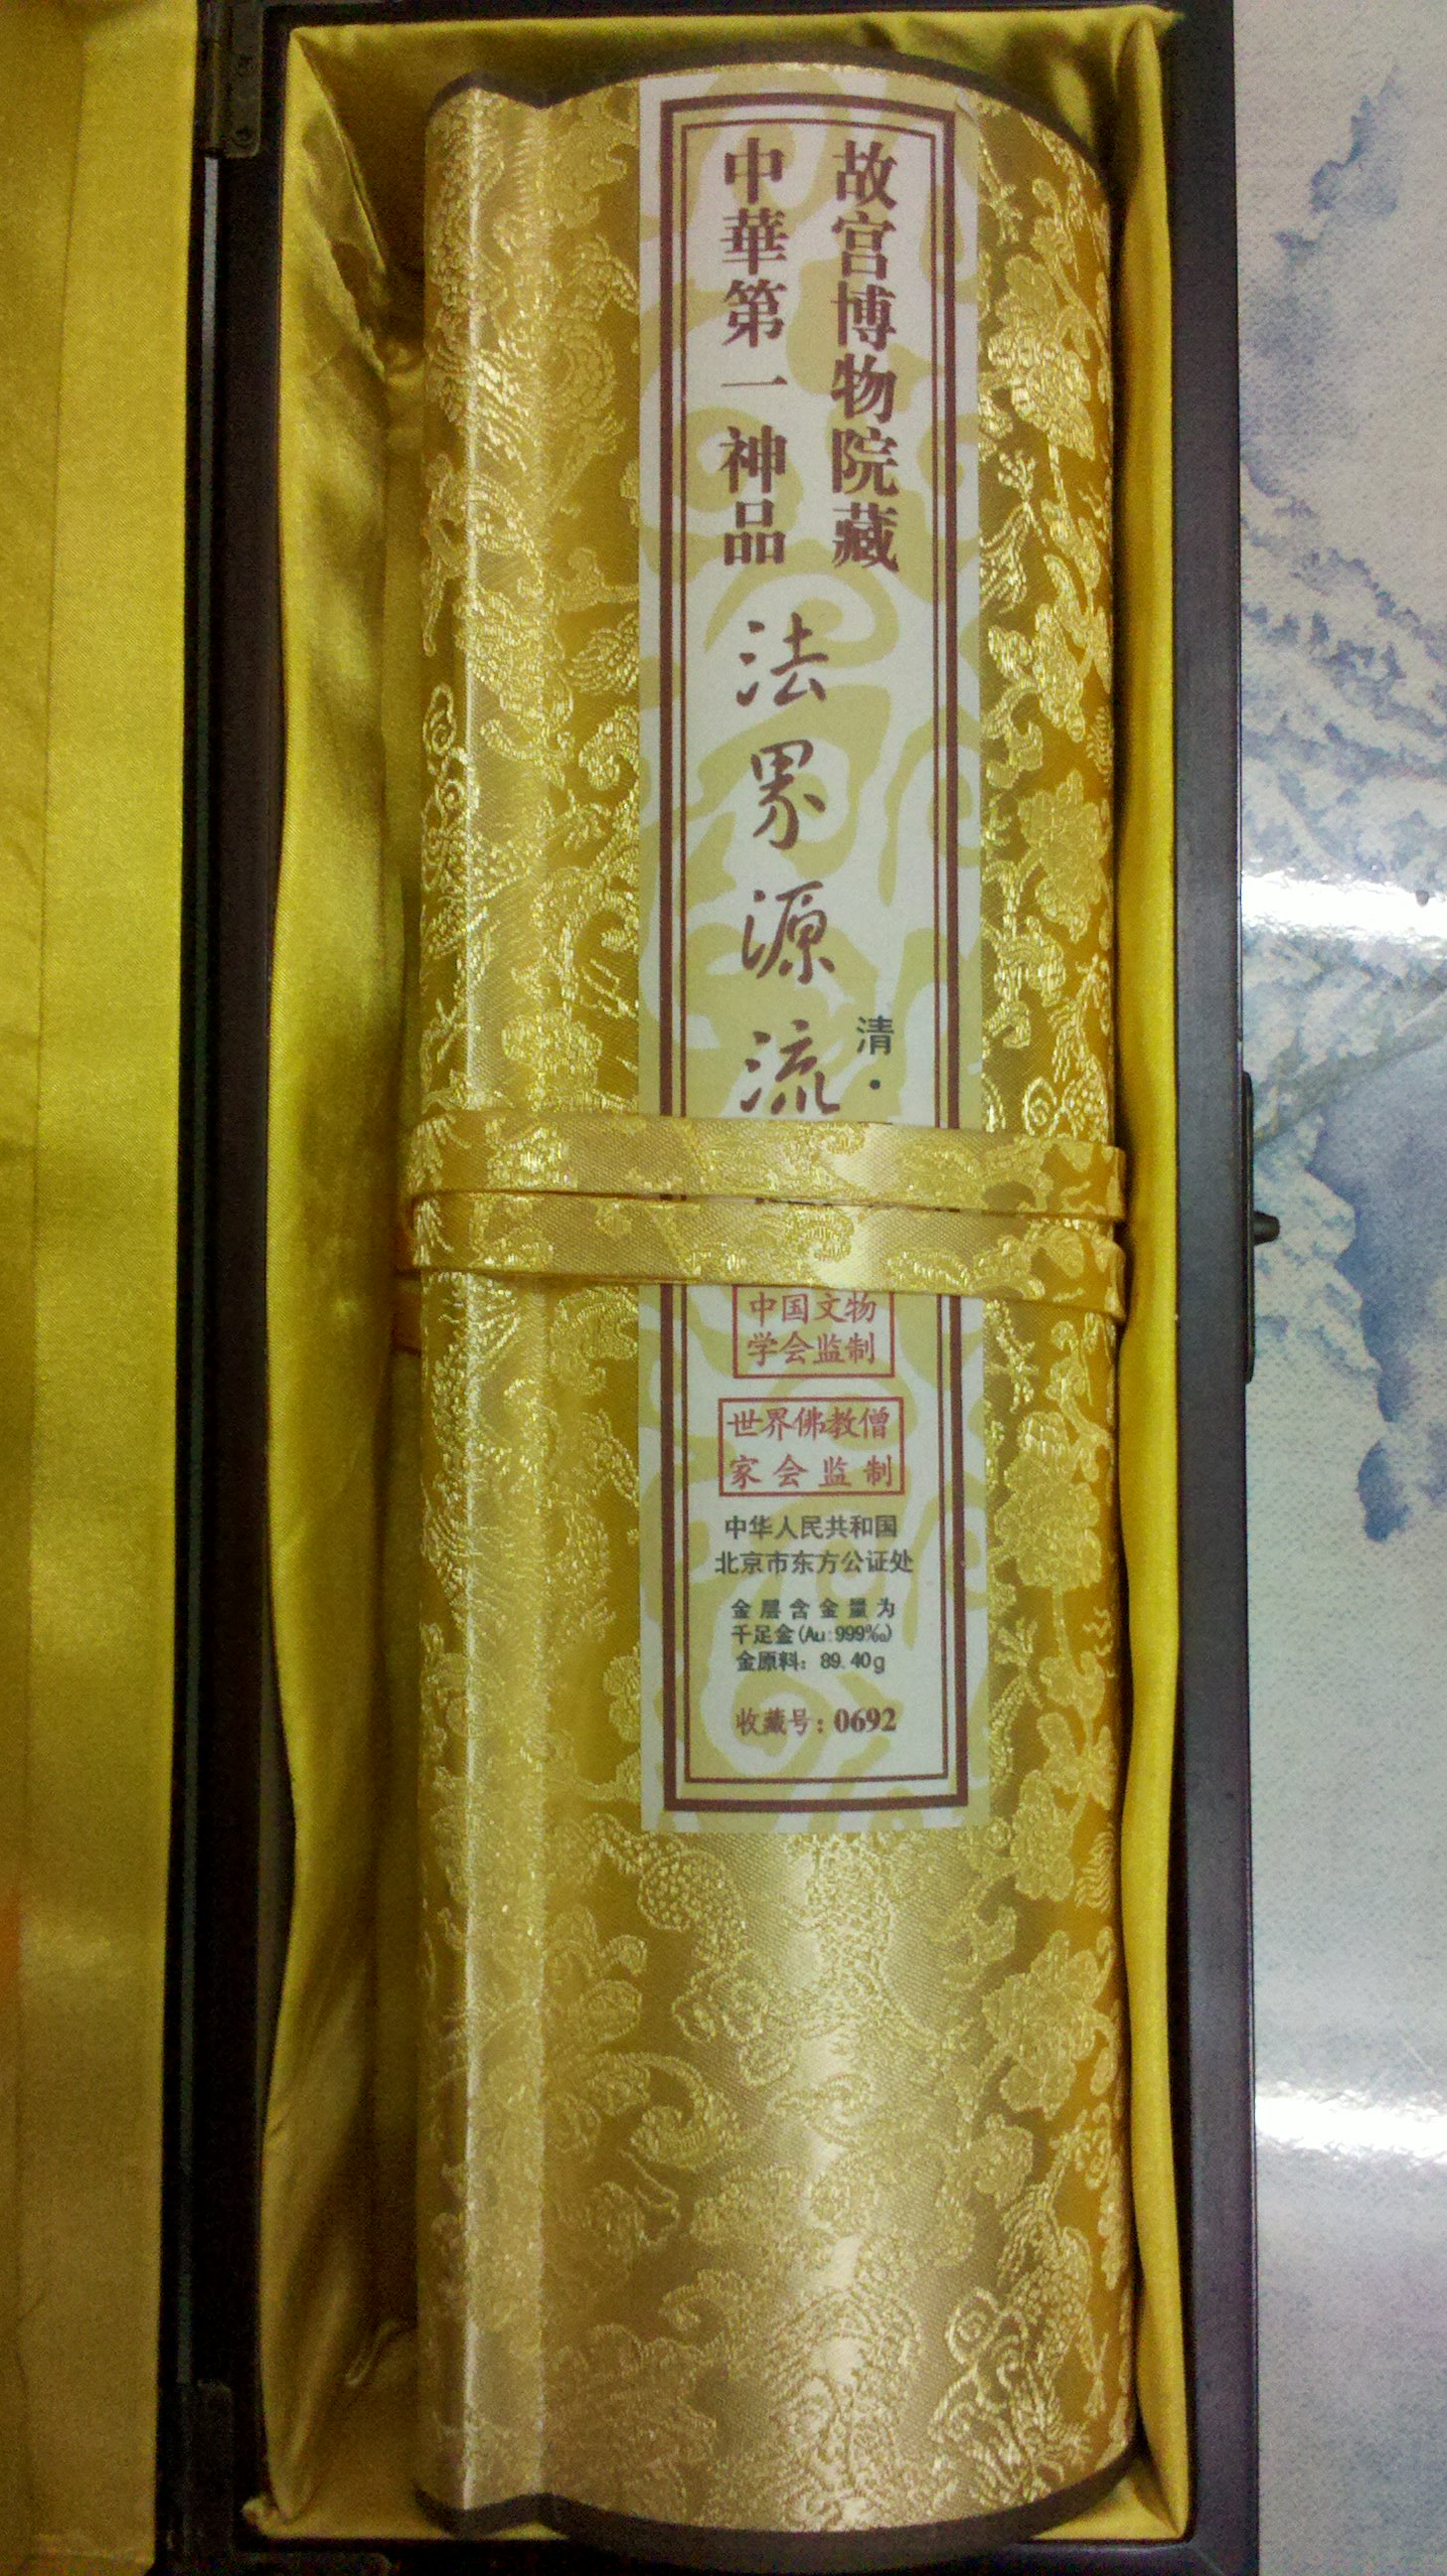 故宫博物院藏
中華第一神品
法界源流
清·
中国文物
学会监制
世界佛教僧
家会监制
中华人民共和国
北京市东方公证处
金层含金量为
千足金(Au:999‰)
金原料：89.40g
收藏号：0692